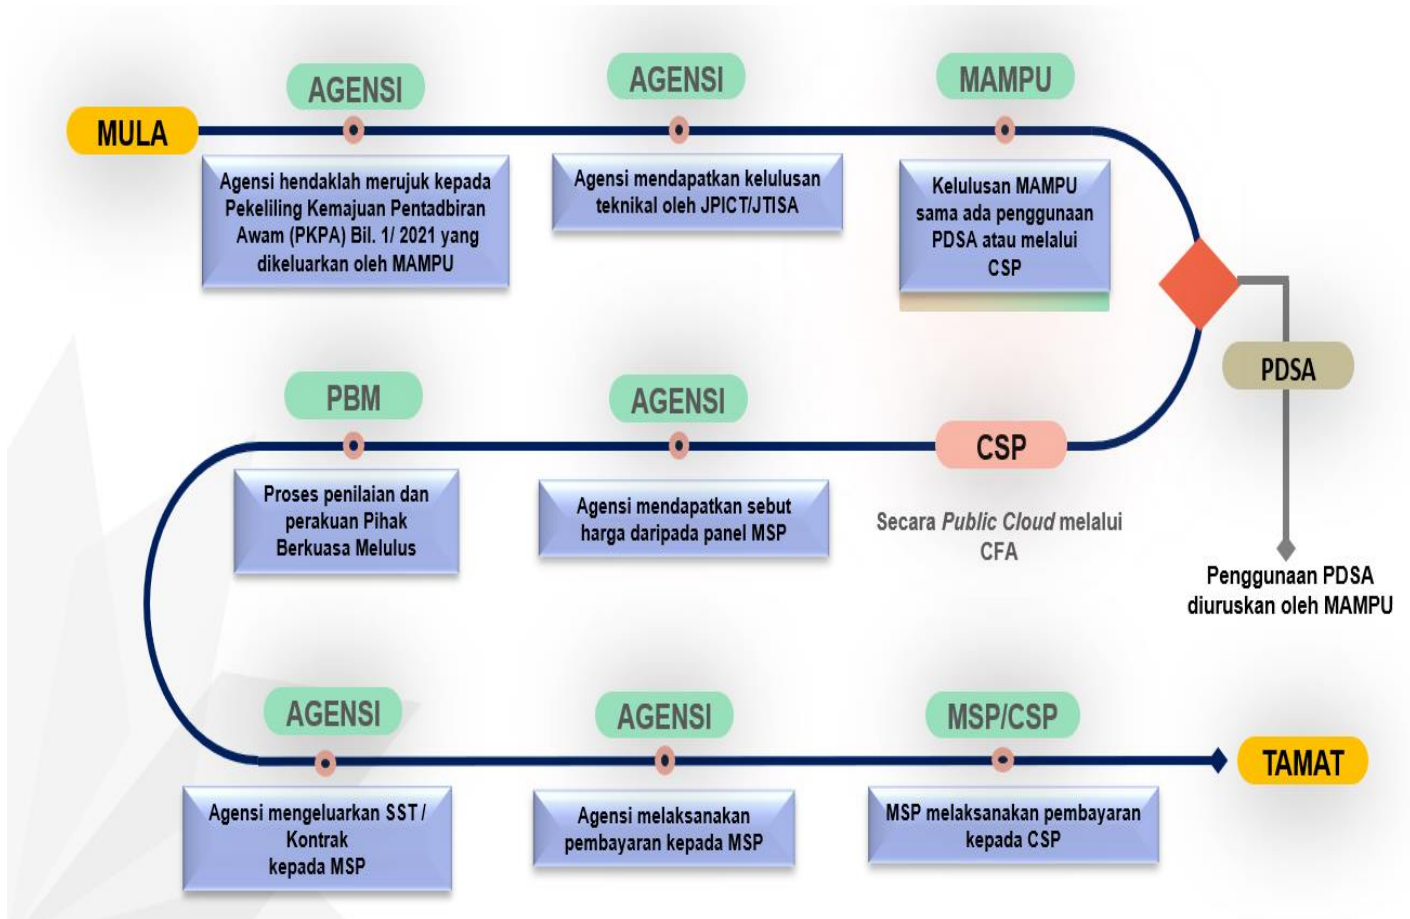 MULA
AGENSI
Agensi hendaklah merujuk kepada
Pekeliling Kemajuan Pentadbiran
Awam (PKPA) Bil. 1/ 2021 yang
dikeluarkan oleh MAMPU
AGENSI
Agensi mendapatkan kelulusan
teknikal oleh JPICT/JTISA
MAMPU
Kelulusan MAMPU
sama ada penggunaan
PDSA atau melalui
CSP
PDSA
Penggunaan PDSA
diuruskan oleh MAMPU
CSP
Secara Public Cloud melalui
CFA
AGENSI
Agensi mendapatkan sebut
harga daripada panel MSP
PBM
Proses penilaian dan
perakuan Pihak
Berkuasa Melulus
AGENSI
Agensi mengeluarkan SST /
Kontrak
kepada MSP
AGENSI
Agensi melaksanakan
pembayaran kepada MSP
MSP/CSP
MSP melaksanakan pembayaran
kepada CSP
TAMAT